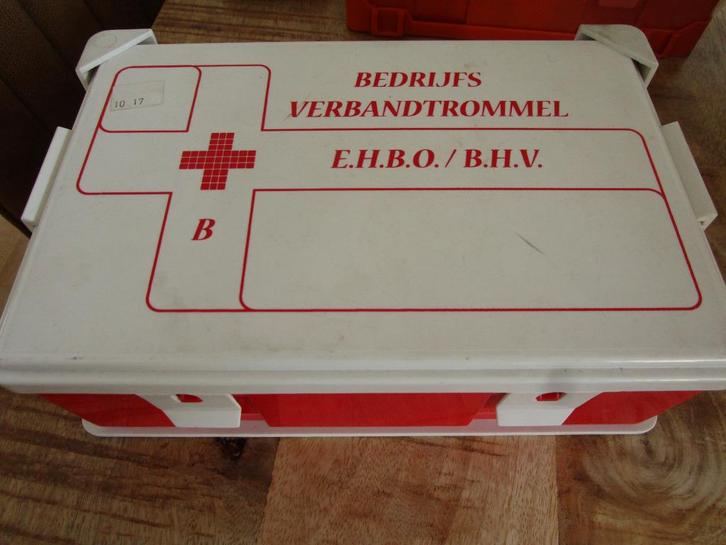 BEDRIJFS
VERBANDTROMMEL
10 17
E.H.B.O. / B.H.V.
B